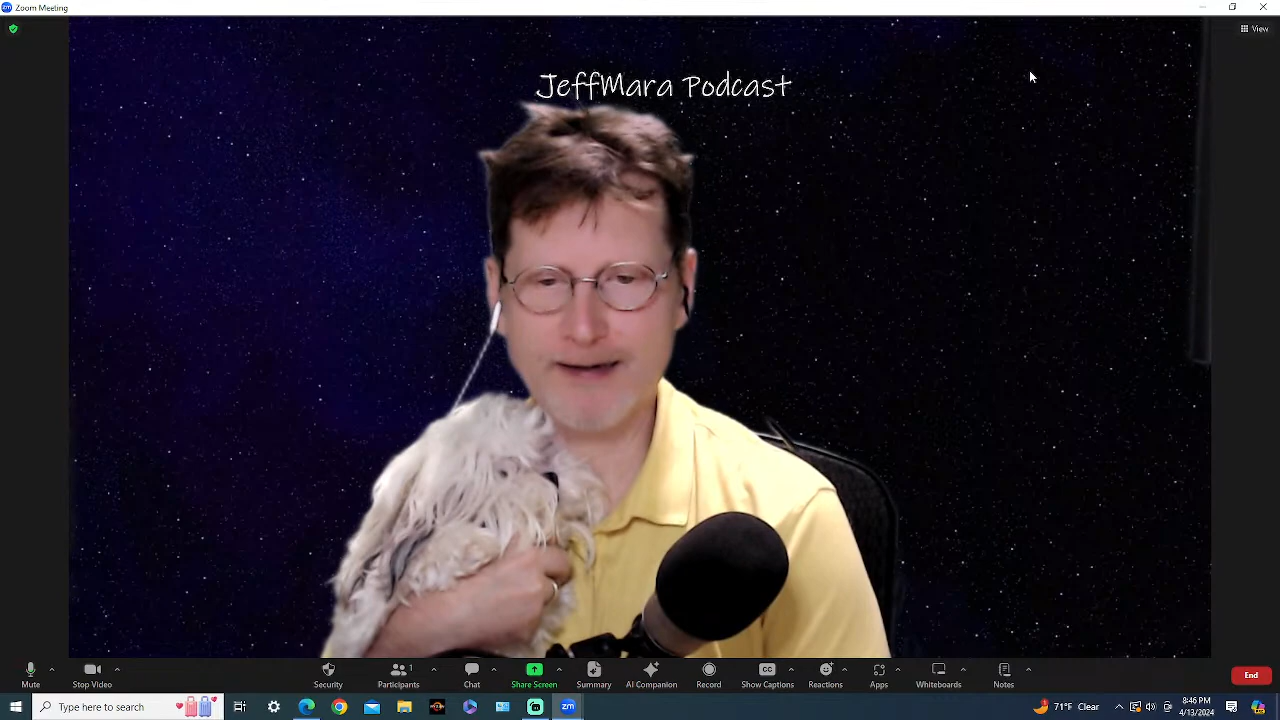 Zoom Meeting
View
JeffMara Podcast
Mute
Stop Video
Security
Participants
1
Chat
Share Screen
Summary
AI Companion
Record
Show Captions
Reactions
Apps
Whiteboards
Notes
End
Type here to search
71°F Clear
8:46 PM
4/13/2024